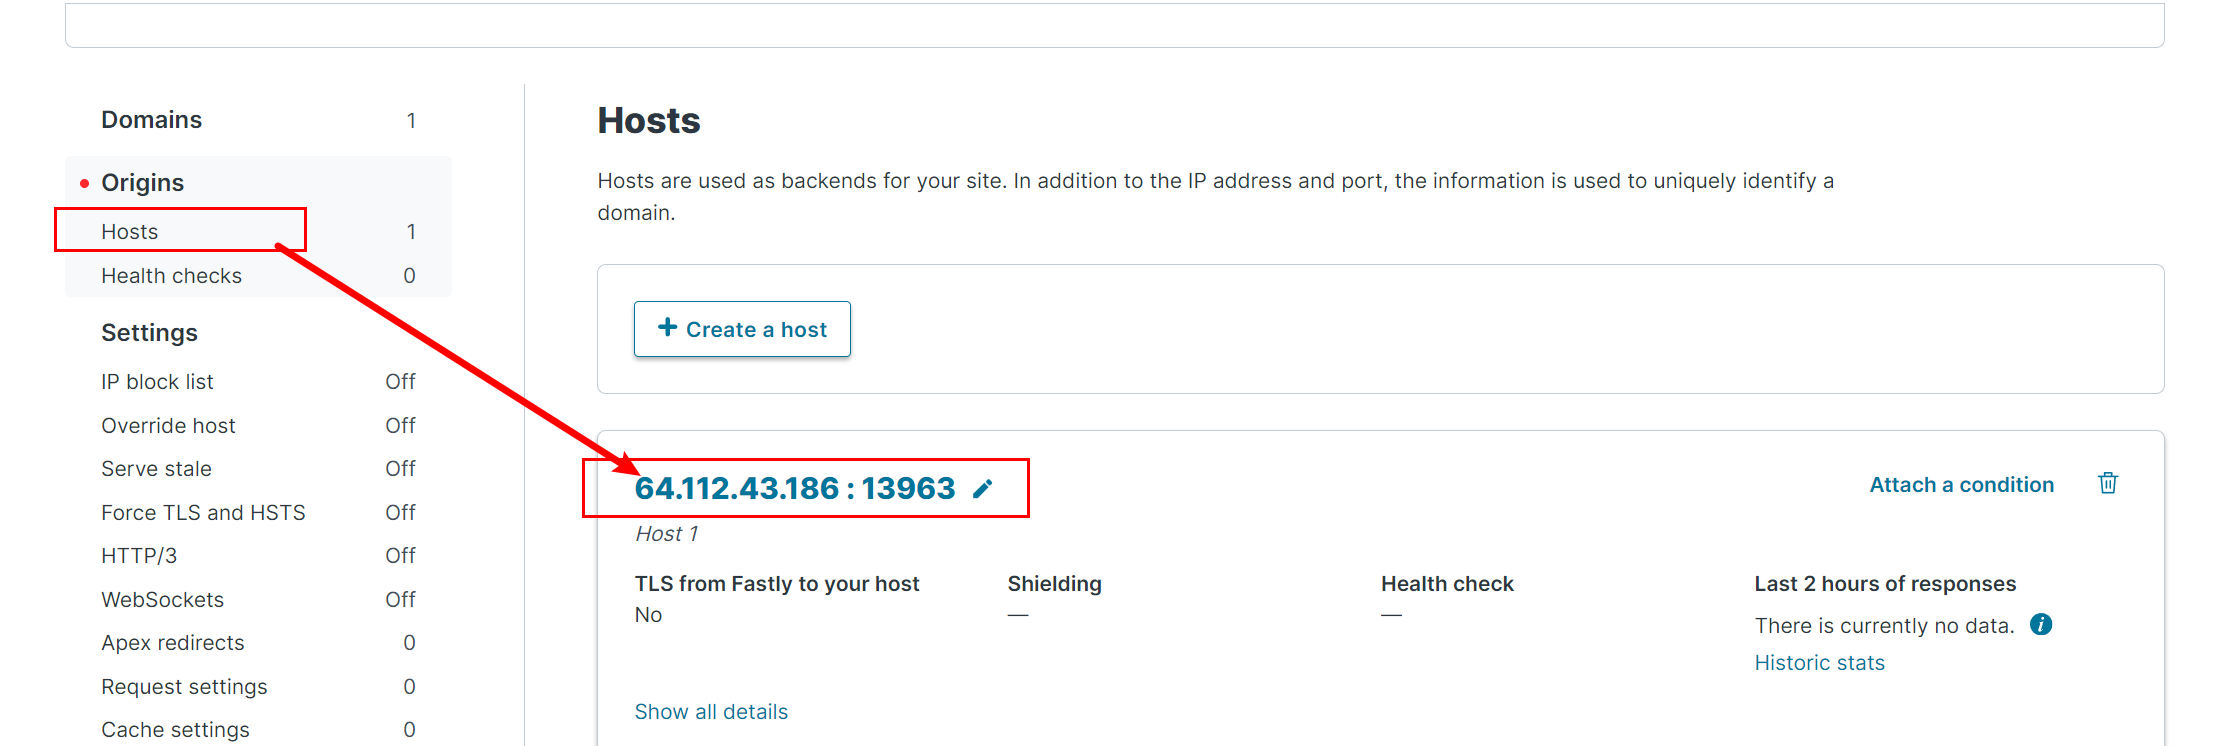 Domains 1
Origins
Hosts 1
Health checks 0
Settings
IP block list Off
Override host Off
Serve stale Off
Force TLS and HSTS Off
HTTP/3 Off
WebSockets Off
Apex redirects 0
Request settings 0
Cache settings 0
Hosts
Hosts are used as backends for your site. In addition to the IP address and port, the information is used to uniquely identify a
domain.
+ Create a host
64.112.43.186 : 13963
Attach a condition
Host 1
TLS from Fastly to your host
No
Shielding
—
Health check
—
Last 2 hours of responses
There is currently no data. i
Historic stats
Show all details